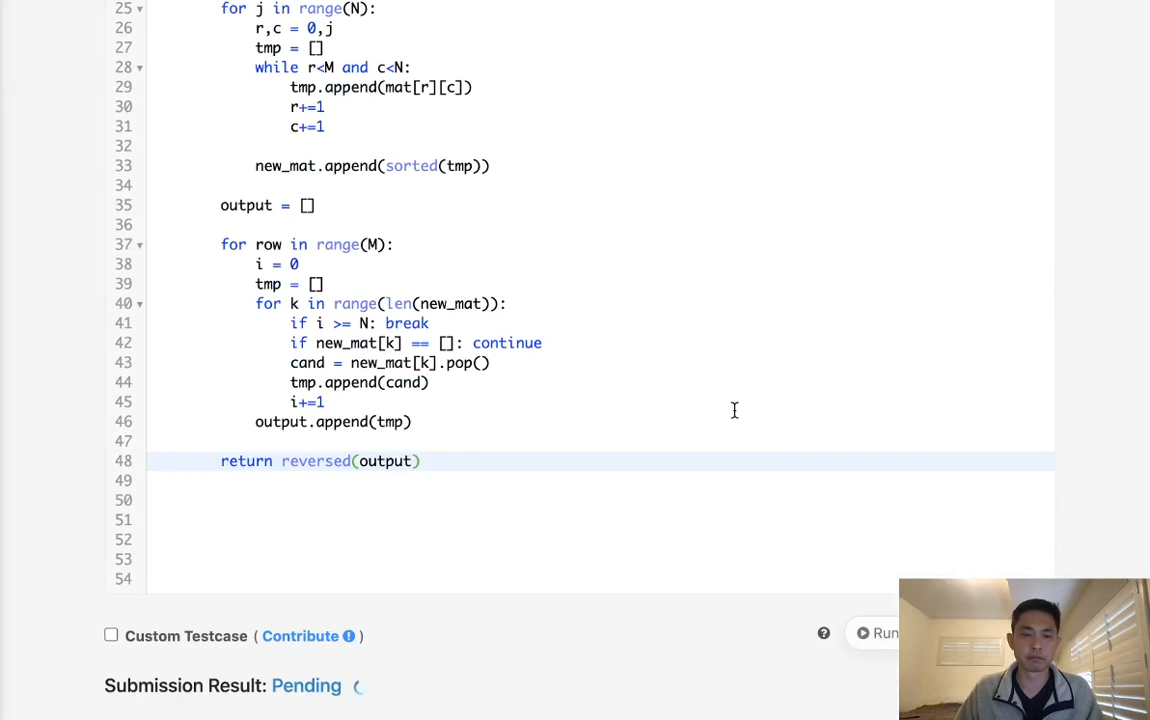 25 for j in range(N):
26 r,c = 0,j
27 tmp = []
28 while r<M and c<N:
29 tmp.append(mat[r][c])
30 r+=1
31 c+=1
32
33 new_mat.append(sorted(tmp))
34
35 output = []
36
37 for row in range(M):
38 i = 0
39 tmp = []
40 for k in range(len(new_mat)):
41 if i >= N: break
42 if new_mat[k] == []: continue
43 cand = new_mat[k].pop()
44 tmp.append(cand)
45 i+=1
46 output.append(tmp)
47
48 return reversed(output)
49
50
51
52
53
54
Custom Testcase ( Contribute ! )
? Run
Submission Result: Pending